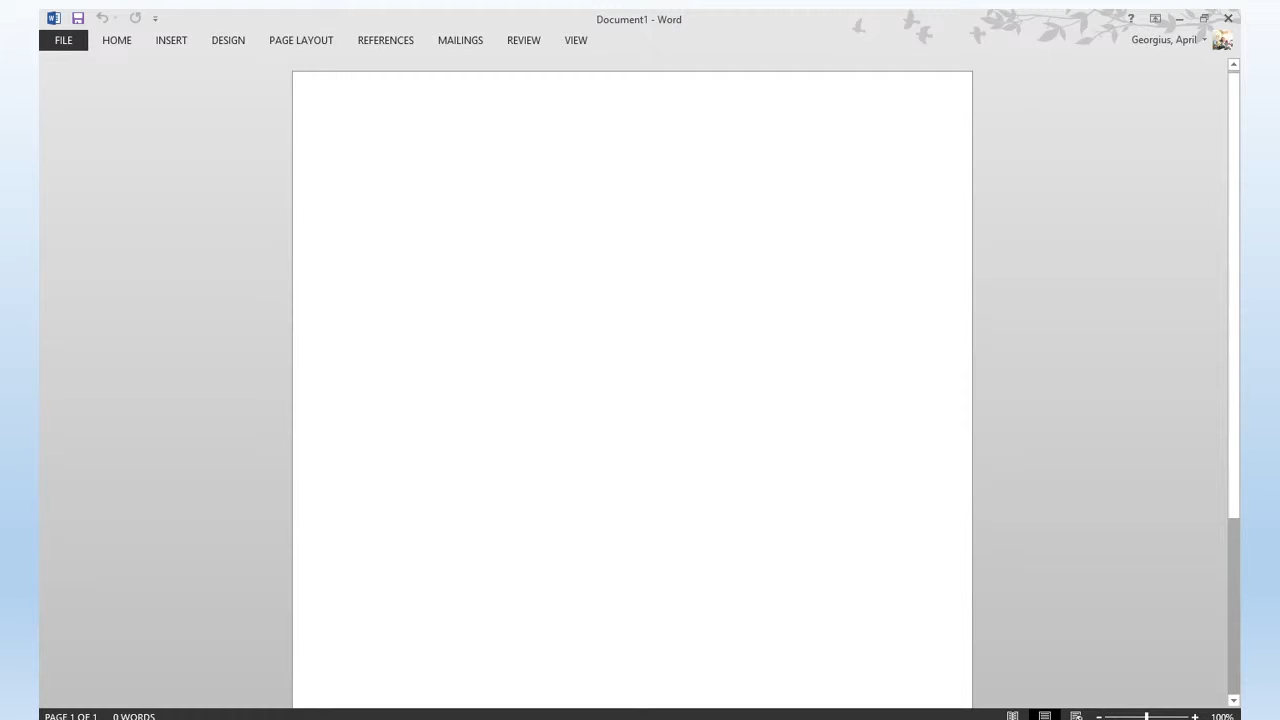 Document1 - Word
?
FILE HOME INSERT DESIGN PAGE LAYOUT REFERENCES MAILINGS REVIEW VIEW
Georgius, April
PAGE 1 OF 1 0 WORDS
100%